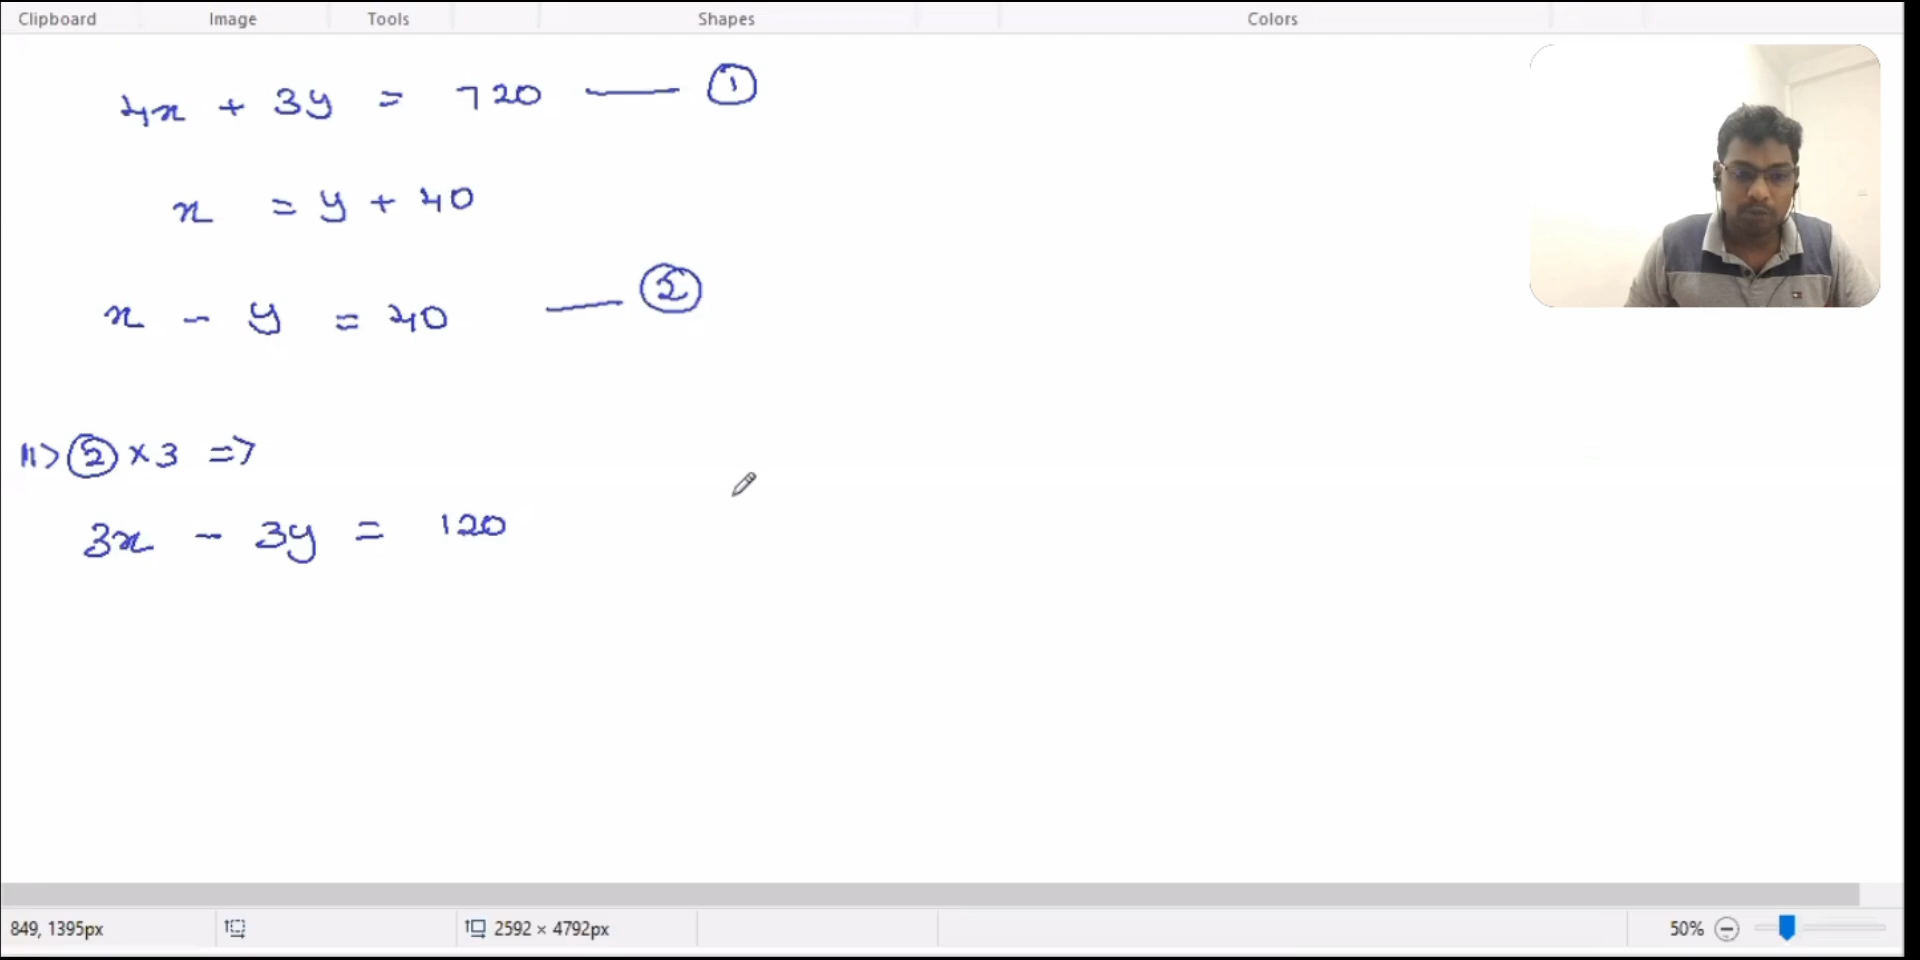 Clipboard Image Tools Shapes Colors
4x + 3y = 720 —— ①
x = y + 40
x - y = 40 —— ②
11> ② × 3 =>
3x - 3y = 120
849, 1395px 2592 × 4792px 50%